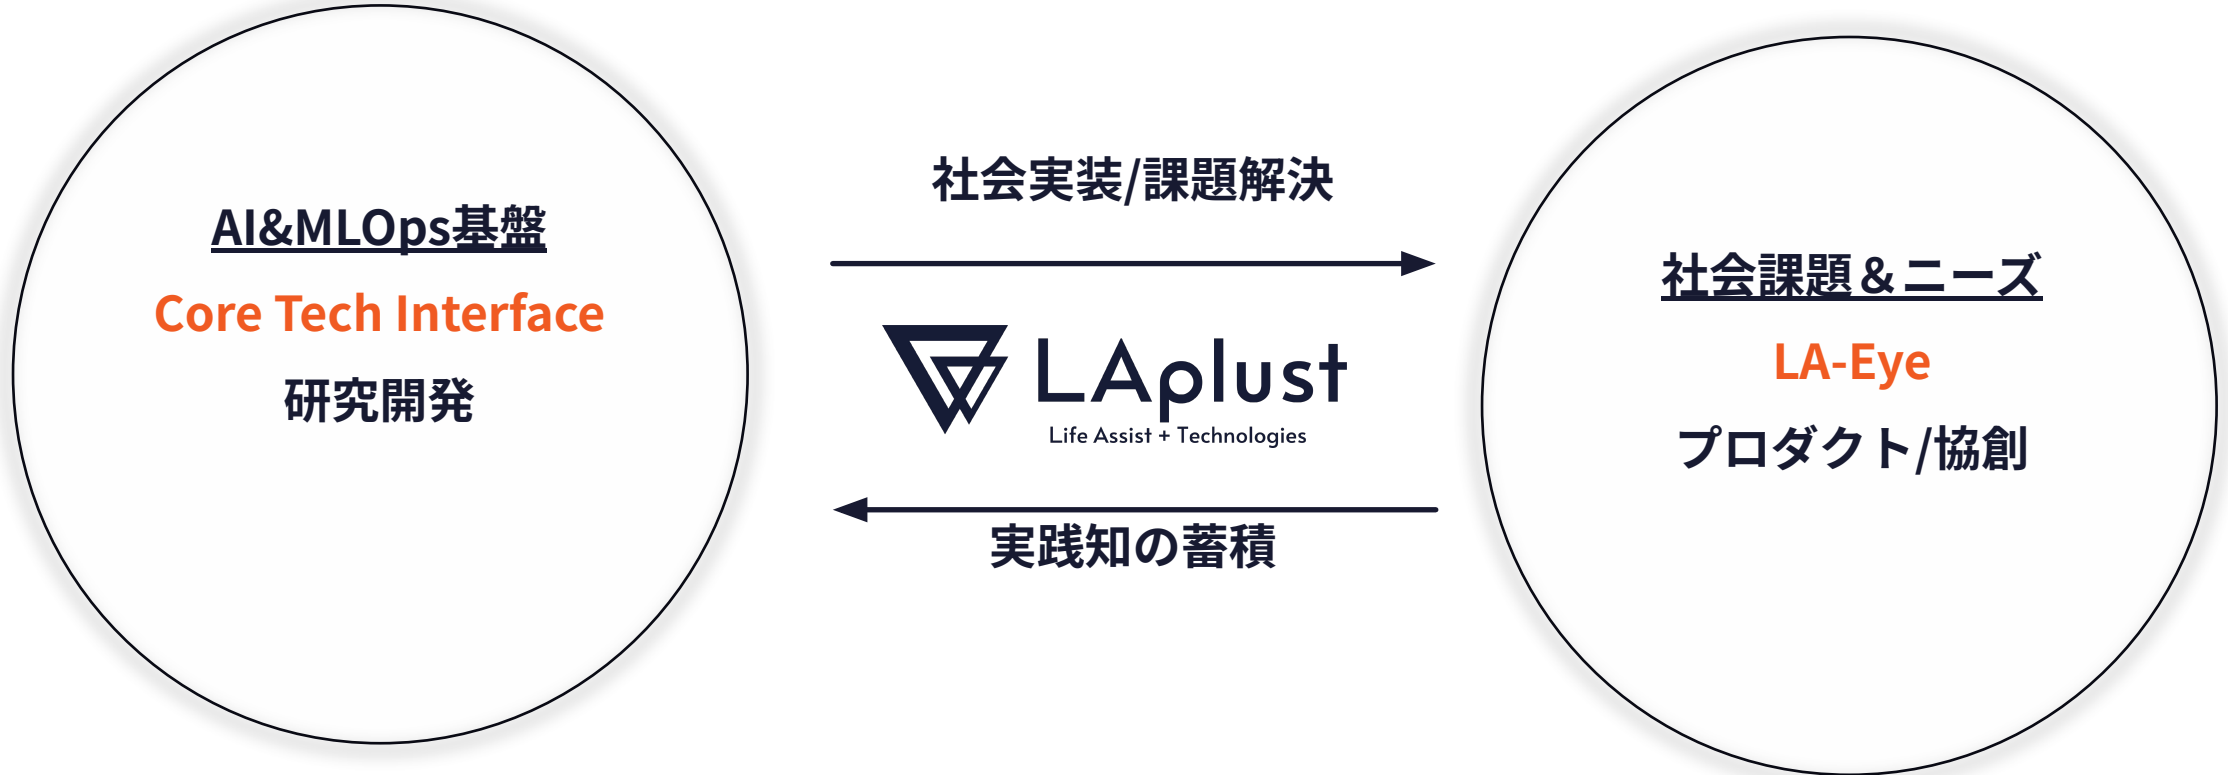 AI&MLOps基盤
Core Tech Interface
研究開発
社会実装/課題解決
LAplust
Life Assist + Technologies
実践知の蓄積
社会課題＆ニーズ
LA-Eye
プロダクト/協創